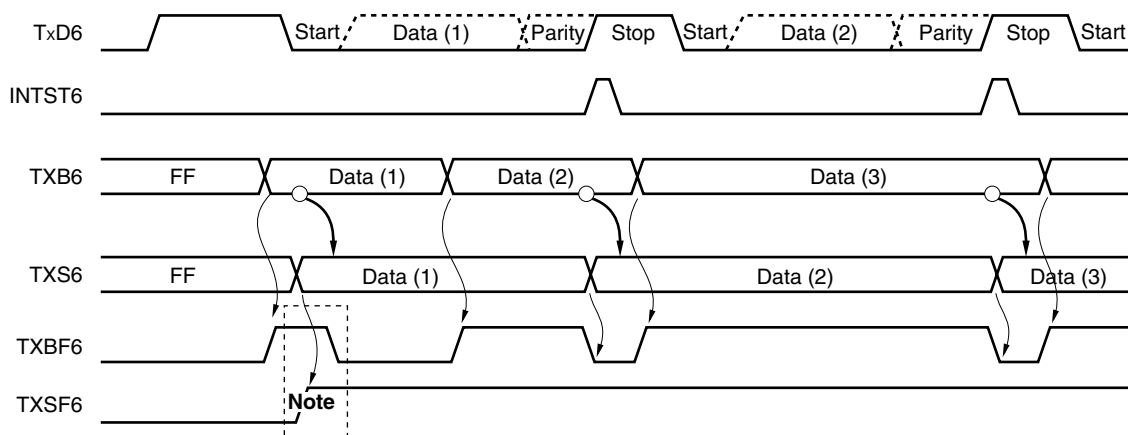 TxD6 Start Data (1) Parity Stop Start Data (2) Parity Stop Start
INTST6
TXB6 FF Data (1) Data (2) Data (3)
TXS6 FF Data (1) Data (2) Data (3)
TXBF6
TXSF6 Note